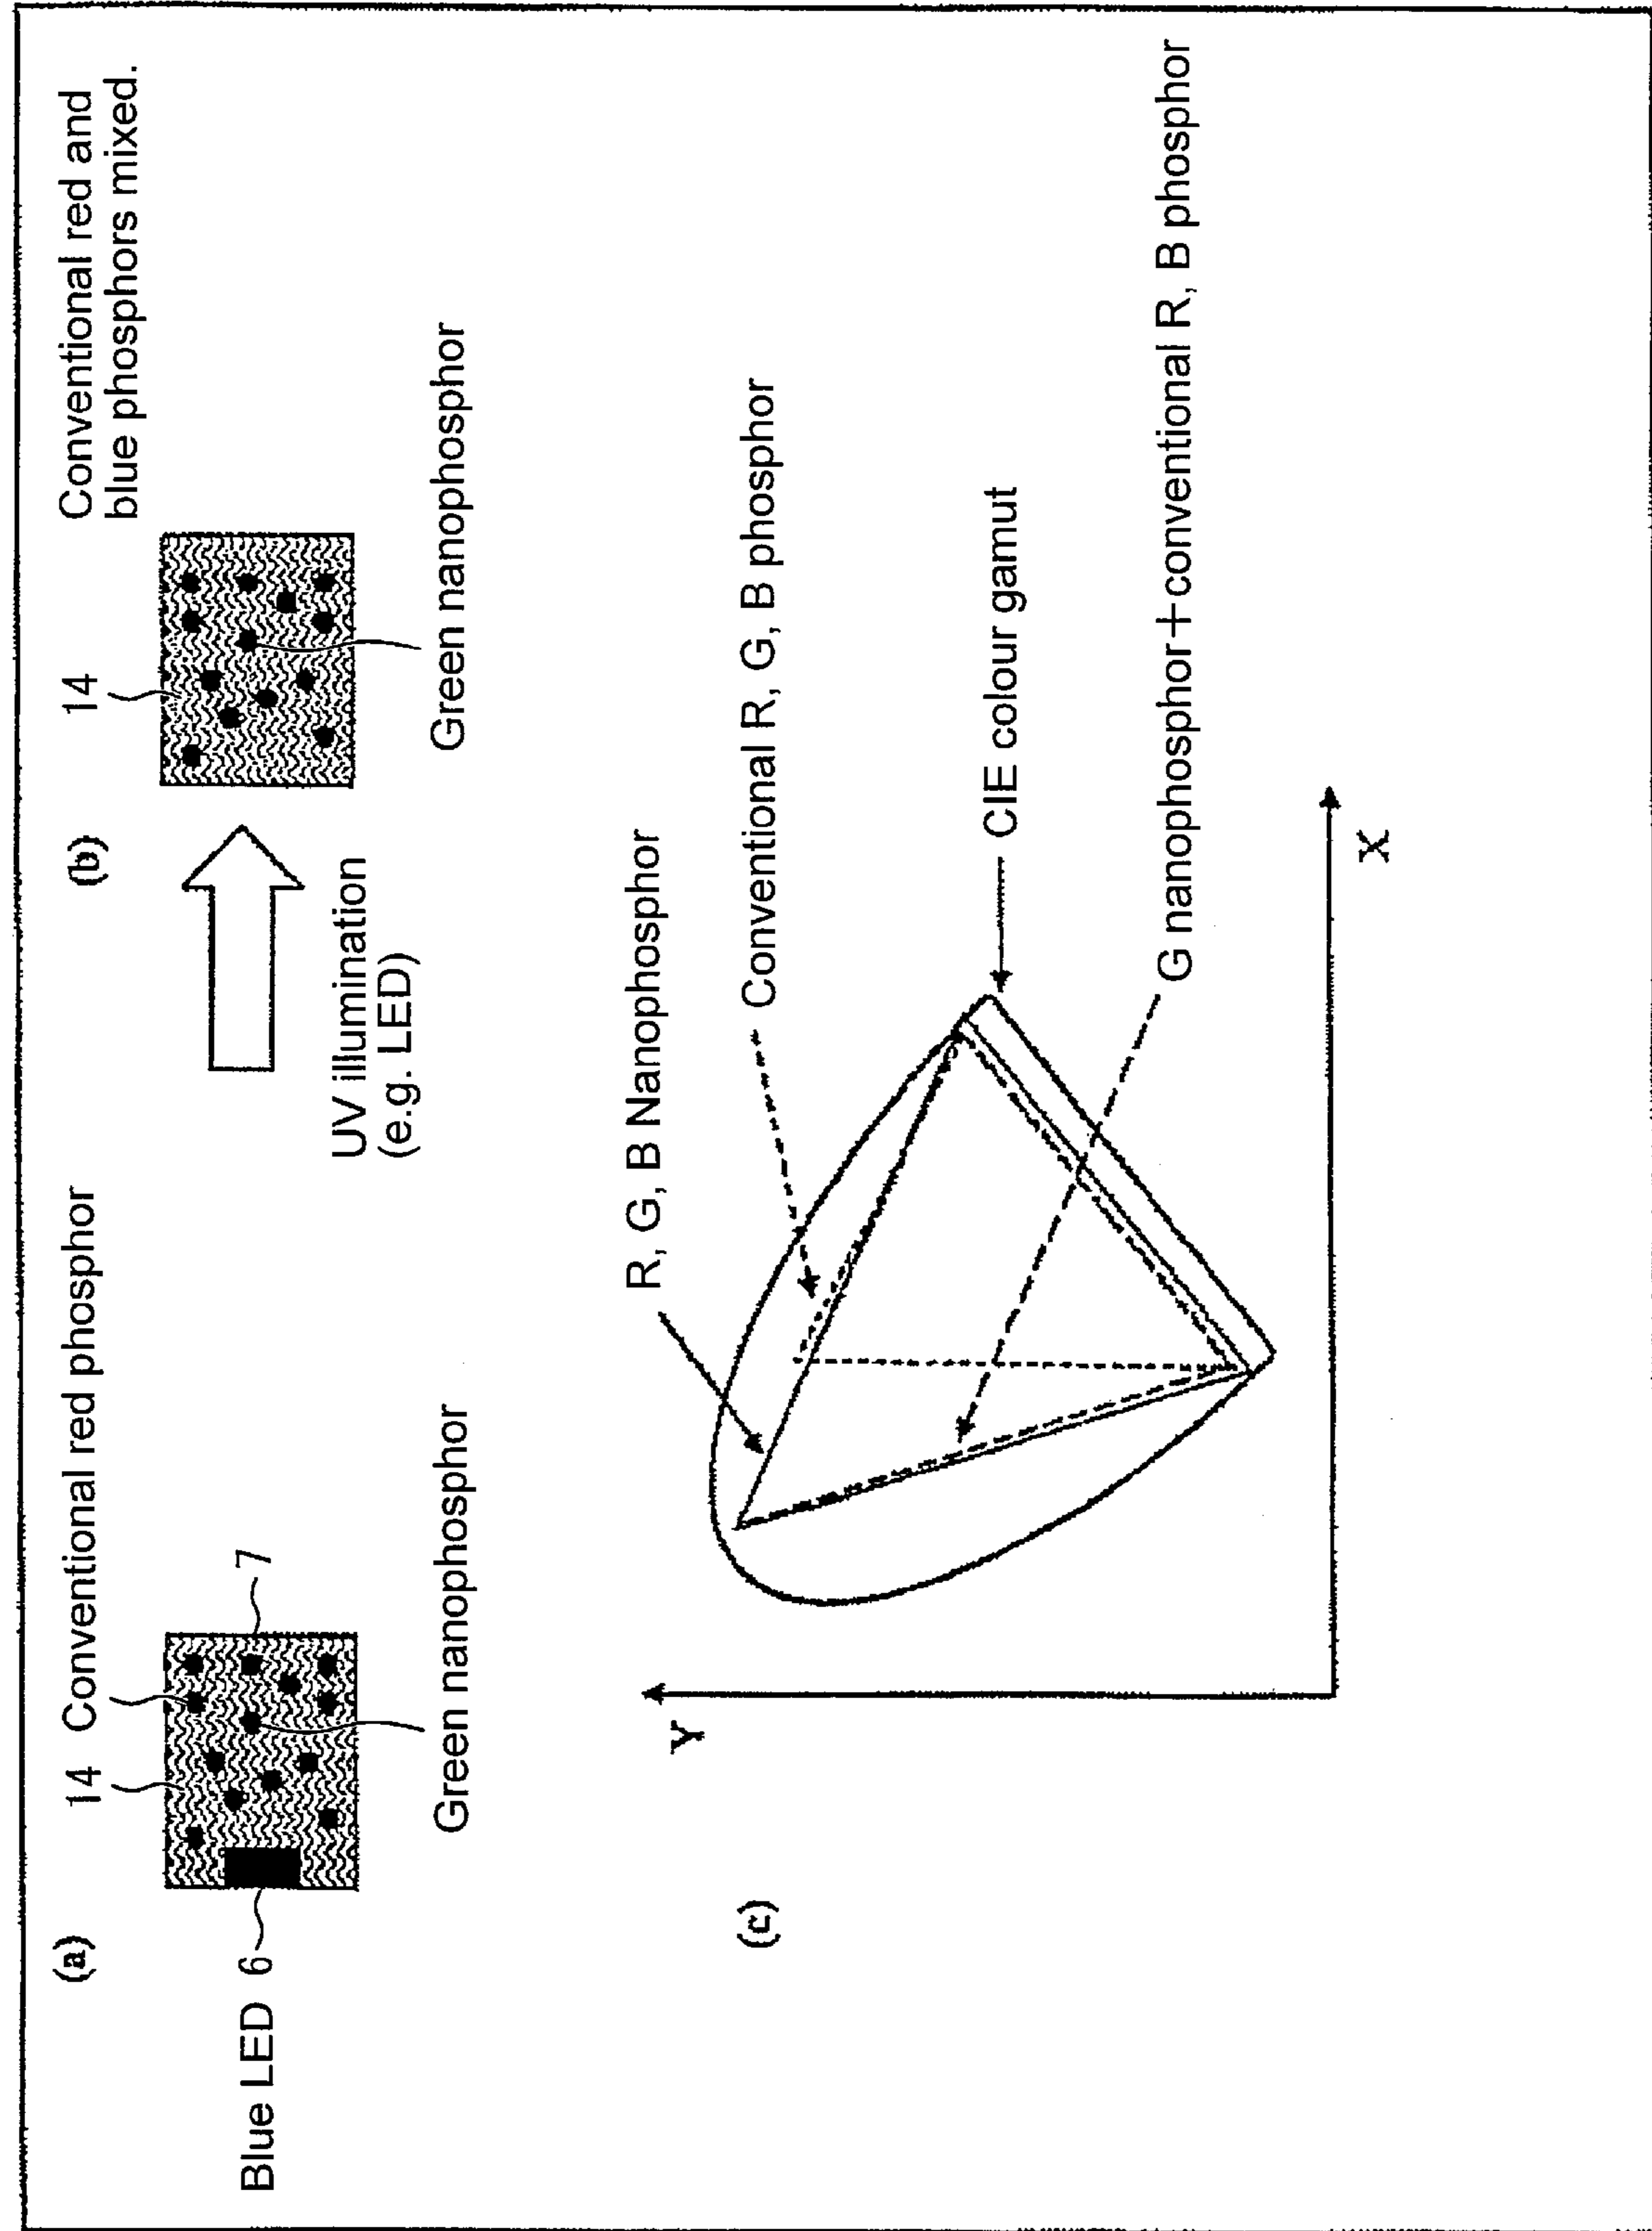 (a)
14
Conventional red phosphor
Blue LED 6
7
Green nanophosphor
(b)
14
Conventional red and
blue phosphors mixed.
UV illumination
(e.g. LED)
Green nanophosphor
(c)
Y
R, G, B Nanophosphor
Conventional R, G, B phosphor
CIE colour gamut
G nanophosphor+conventional R, B phosphor
X